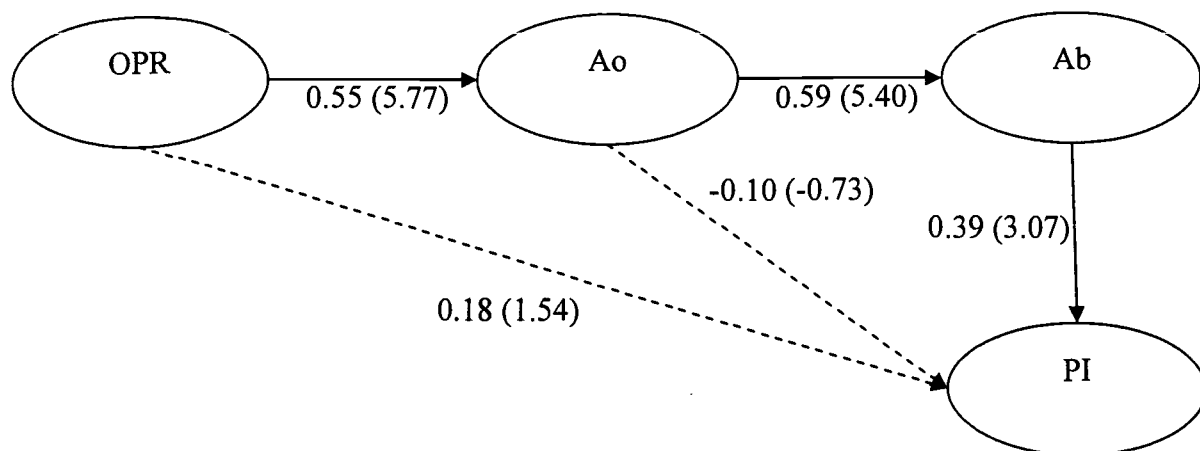 OPR
Ao
Ab
0.55 (5.77)
0.59 (5.40)
-0.10 (-0.73)
0.39 (3.07)
0.18 (1.54)
PI